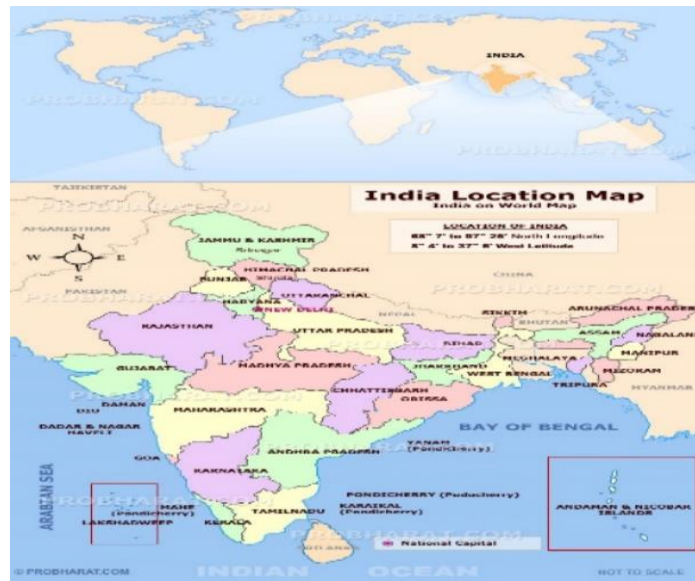 INDIA
PROBHARAT.COM
PROBHARAT.COM
TAJIKISTAN
PROBHARAT.COM
India Location Map
India on World Map
AFGANISTHAN
N
W E
S
JAMMU & KASHMIR
Srinagar
LOCATION OF INDIA
68° 7' to 97° 25' North Longitude
8° 4' to 37° 6' West Latitude
HIMACHAL PRADESH
Shimla
PUNJAB
CHINA
UTTARANCHAL
PAKISTAN
HARYANA
NEW DELHI
NEPAL
SIKKIM
BHUTAN
ARUNACHAL PRADESH
RAJASTHAN
UTTAR PRADESH
ASSAM
NAGALAND
BIHAR
MEGHALAYA
MANIPUR
GUJARAT
MADHYA PRADESH
JHARKHAND
WEST BENGAL
MIZORAM
TRIPURA
MYANMAR
CHHATTISGARH
ORISSA
DAMAN
DIU
MAHARASHTRA
DADAR & NAGAR
HAVELI
BAY OF BENGAL
YANAM
(Pondicherry)
ANDHRA PRADESH
GOA
KARNATAKA
ARABEAN SEA
PONDICHERRY (Puducherry)
ANDAMAN & NICOBAR
ISLANDS
MAHE
(Pondicherry)
KARAIKAL
(Pondicherry)
TAMILNADU
LAKSHADWEEP
KERALA
National Capital
© PROBHARAT.COM
INDIAN OCEAN
NOT TO SCALE